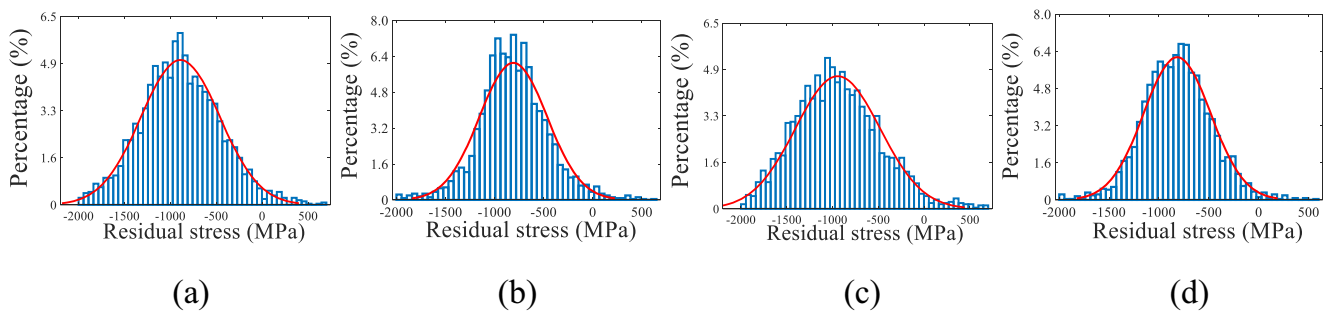 6.5
4.9
3.3
1.6
0
Percentage (%)
-2000 -1500 -1000 -500 0 500
Residual stress (MPa)
(a)
8.0
6.4
4.8
3.2
1.6
0
Percentage (%)
-2000 -1500 -1000 -500 0 500
Residual stress (MPa)
(b)
6.5
4.9
3.3
1.6
0
Percentage (%)
-2000 -1500 -1000 -500 0 500
Residual stress (MPa)
(c)
8.0
6.4
4.8
3.2
1.6
0
Percentage (%)
-2000 -1500 -1000 -500 0 500
Residual stress (MPa)
(d)